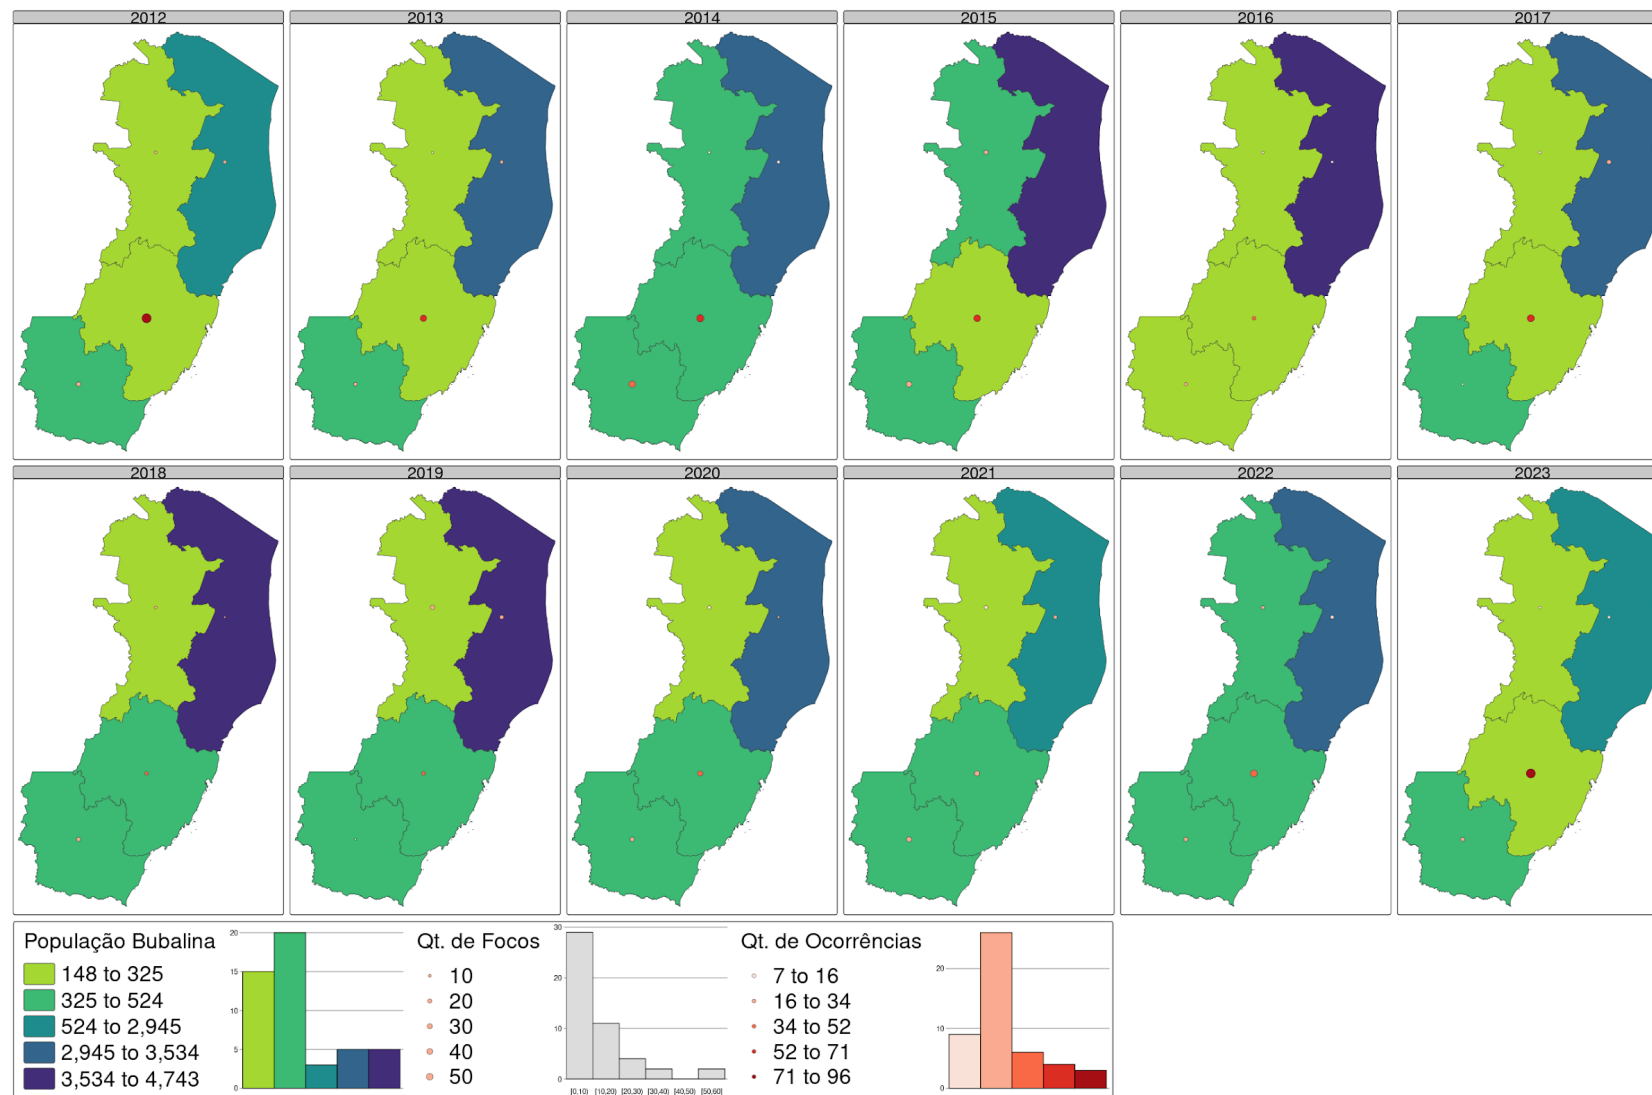 2012 2013 2014 2015 2016 2017
2018 2019 2020 2021 2022 2023
População Bubalina
148 to 325
325 to 524
524 to 2,945
2,945 to 3,534
3,534 to 4,743
20
15
10
5
0
Qt. de Focos
10
20
30
40
50
30
20
10
0
[0,10) [10,20) [20,30) [30,40) [40,50) [50,60]
Qt. de Ocorrências
7 to 16
16 to 34
34 to 52
52 to 71
71 to 96
20
10
0